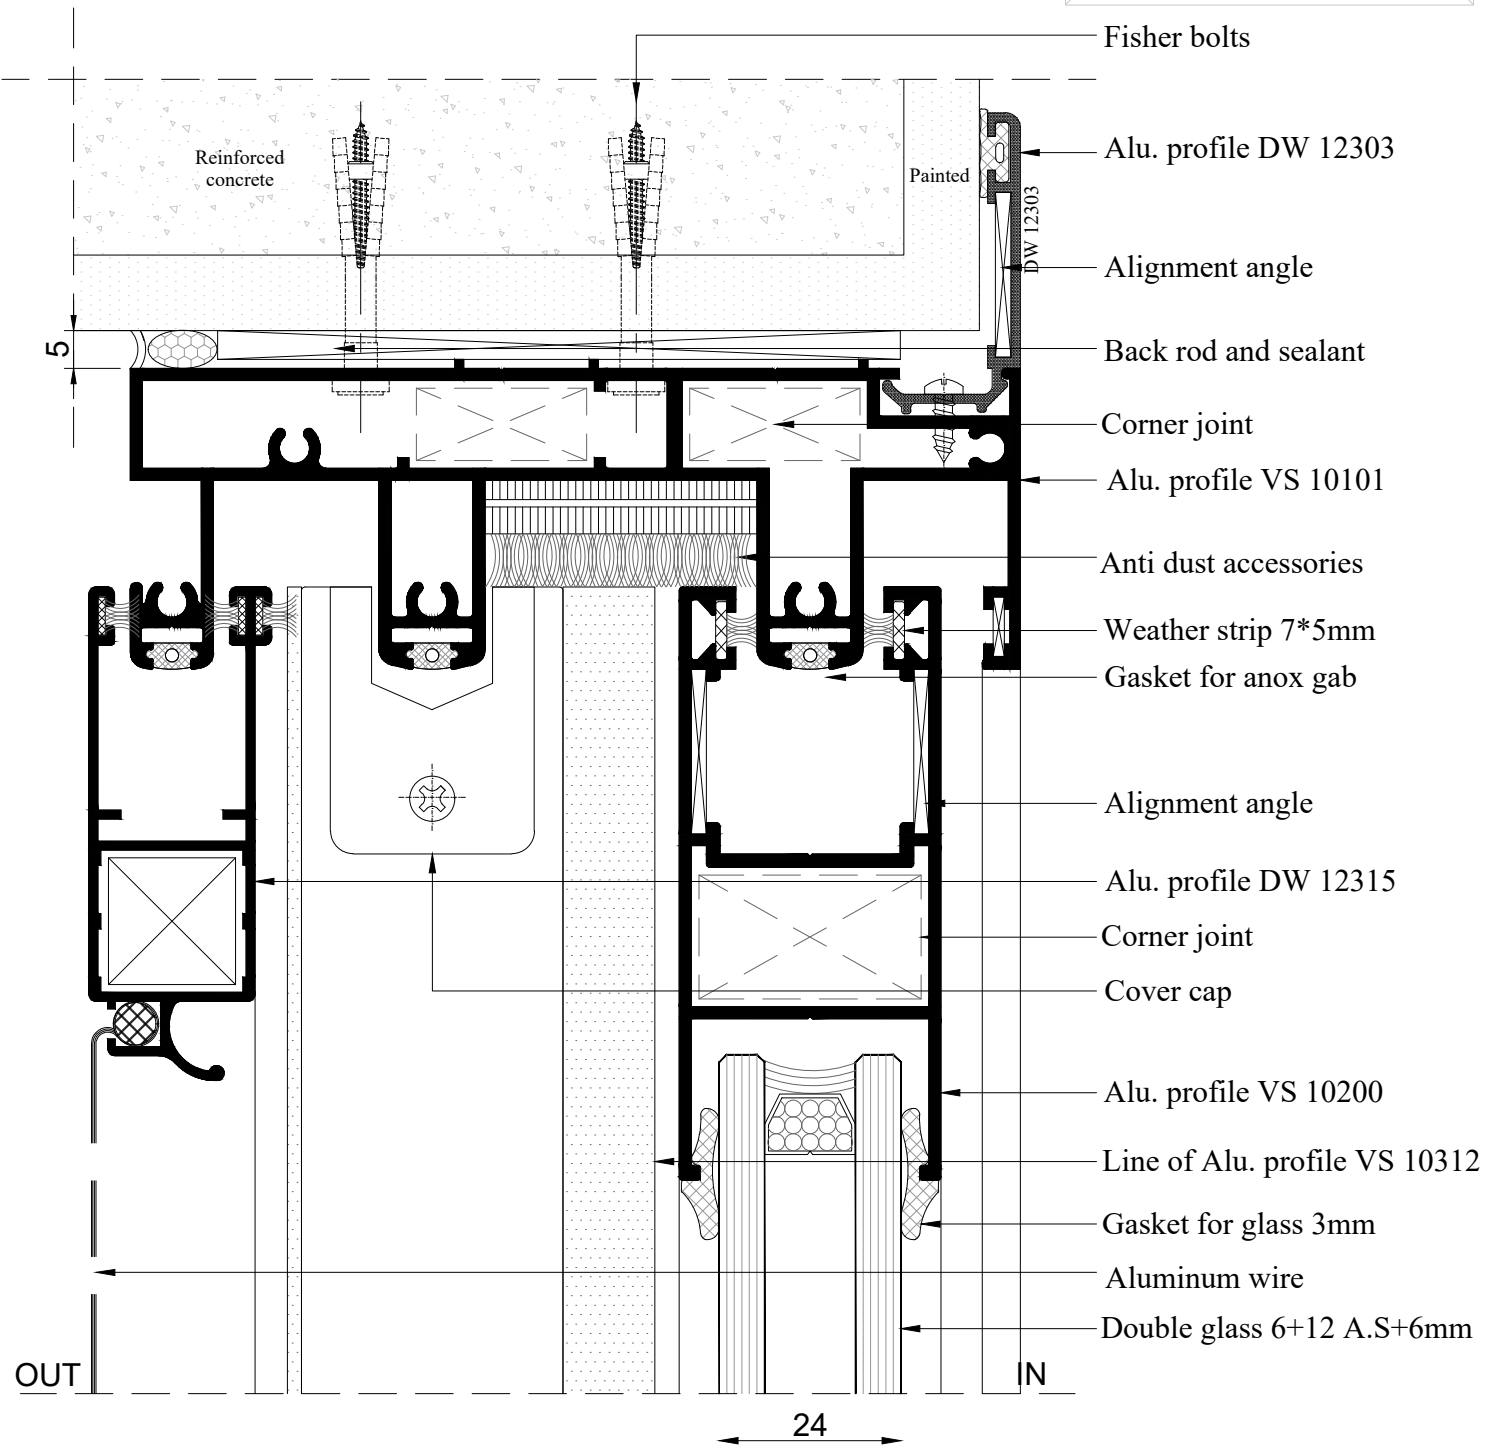 Fisher bolts
Reinforced
concrete
Painted
Alu. profile DW 12303
DW 12303
Alignment angle
5
Back rod and sealant
Corner joint
Alu. profile VS 10101
Anti dust accessories
Weather strip 7*5mm
Gasket for anox gab
Alignment angle
Alu. profile DW 12315
Corner joint
Cover cap
Alu. profile VS 10200
Line of Alu. profile VS 10312
Gasket for glass 3mm
Aluminum wire
Double glass 6+12 A.S+6mm
OUT
IN
24